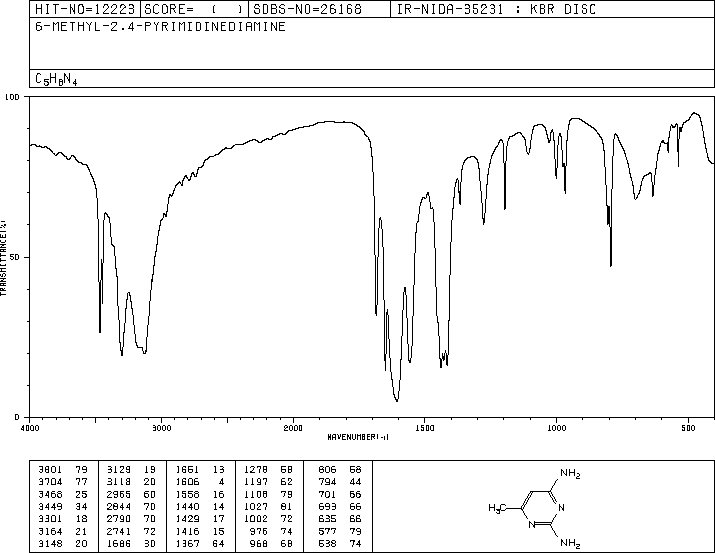 HIT-NO=12223 SCORE= ( ) SDBS-NO=26168 IR-NIDA-35231 : KBR DISC
6-METHYL-2.4-PYRIMIDINEDIAMINE
C5H8N4
100
50
0
TRANSMITTANCE(%)
4000 3000 2000 1500 1000 500
WAVENUMBER(-1)
3801 79 3129 19 1651 13 1278 58 806 58
3704 77 3118 20 1606 4 1197 62 794 44
3468 25 2965 60 1558 16 1108 79 701 66
3449 34 2844 70 1440 14 1027 81 693 66
3301 18 2790 70 1429 17 1002 72 635 66
3164 21 2741 72 1416 15 976 74 577 79
3148 20 1686 30 1367 64 968 68 538 74
NH2
H3C
N
N
NH2